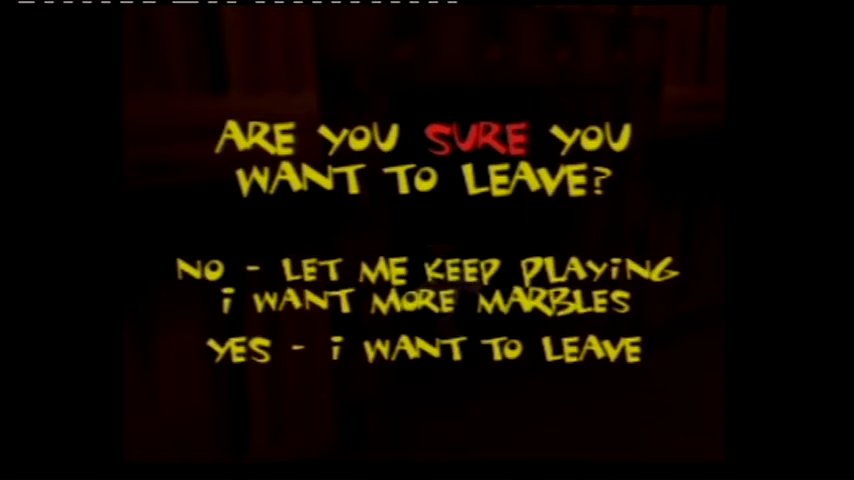 ARE YOU SURE YOU
WANT TO LEAVE?
NO - LET ME KEEP PLAYiNG
i WANT MORE MARBLES
YES - i WANT TO LEAVE